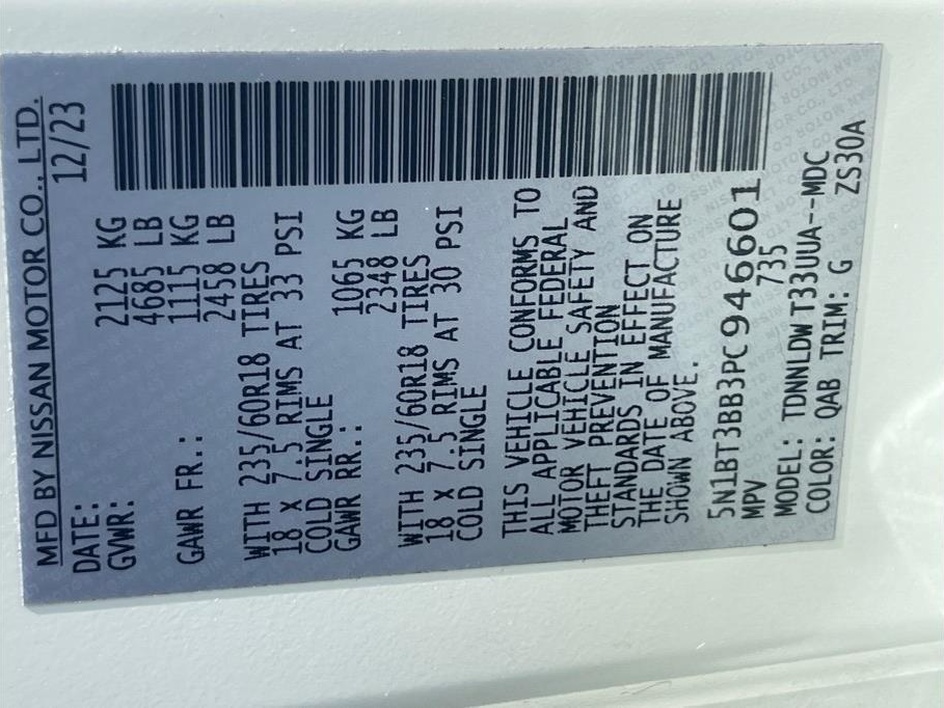 MFD BY NISSAN MOTOR CO., LTD.
DATE: 12/23
GVWR: 2125 KG
4685 LB
GAWR FR.: 1115 KG
2458 LB
WITH 235/60R18 TIRES
18 X 7.5 RIMS AT 33 PSI
COLD SINGLE
GAWR RR.: 1065 KG
2348 LB
WITH 235/60R18 TIRES
18 X 7.5 RIMS AT 30 PSI
COLD SINGLE
THIS VEHICLE CONFORMS TO
ALL APPLICABLE FEDERAL
MOTOR VEHICLE SAFETY AND
THEFT PREVENTION
STANDARDS IN EFFECT ON
THE DATE OF MANUFACTURE
SHOWN ABOVE.
5N1BT3BB3PC946601
MPV 735
MODEL: TDNNLDW T33UUA--MDC
COLOR: QAB TRIM: G ZS30A